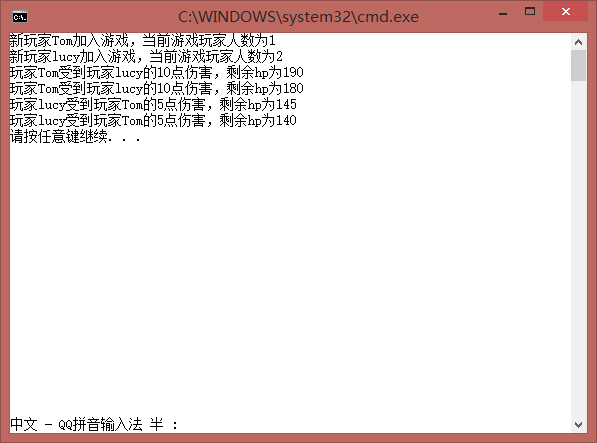 C:\WINDOWS\system32\cmd.exe
新玩家Tom加入游戏，当前游戏玩家人数为1
新玩家lucy加入游戏，当前游戏玩家人数为2
玩家Tom受到玩家lucy的10点伤害，剩余hp为190
玩家Tom受到玩家lucy的10点伤害，剩余hp为180
玩家lucy受到玩家Tom的5点伤害，剩余hp为145
玩家lucy受到玩家Tom的5点伤害，剩余hp为140
请按任意键继续. . .
中文 - QQ拼音输入法 半 :